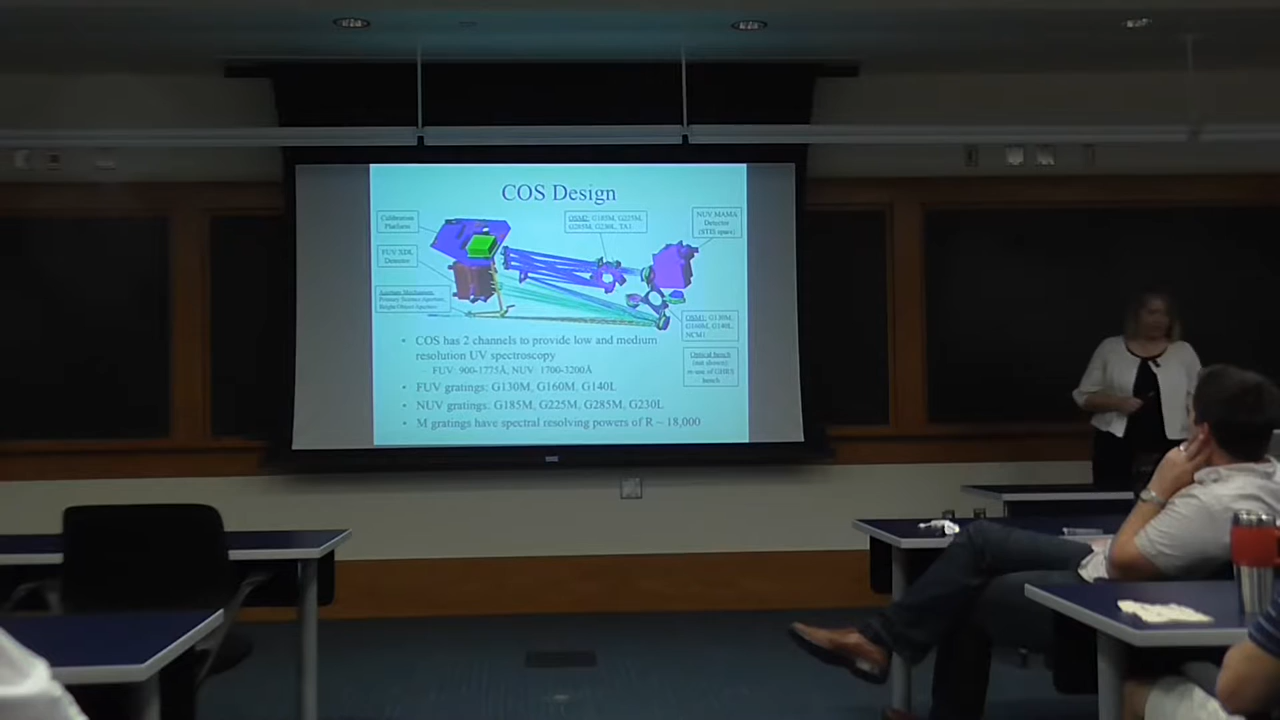 COS Design
Calibration
Platform
OSM2: G185M, G225M,
G285M, G230L, TA1
NUV MAMA
Detector
(STIS spare)
FUV XDL
Detector
Aperture Mechanism:
Primary Science Aperture,
Bright Object Aperture
OSM1: G130M,
G160M, G140L,
NCM1
Optical bench
(not shown):
re-use of GHRS
bench
• COS has 2 channels to provide low and medium
resolution UV spectroscopy
– FUV: 900-1775Å, NUV: 1700-3200Å
• FUV gratings: G130M, G160M, G140L
• NUV gratings: G185M, G225M, G285M, G230L
• M gratings have spectral resolving powers of R ~ 18,000